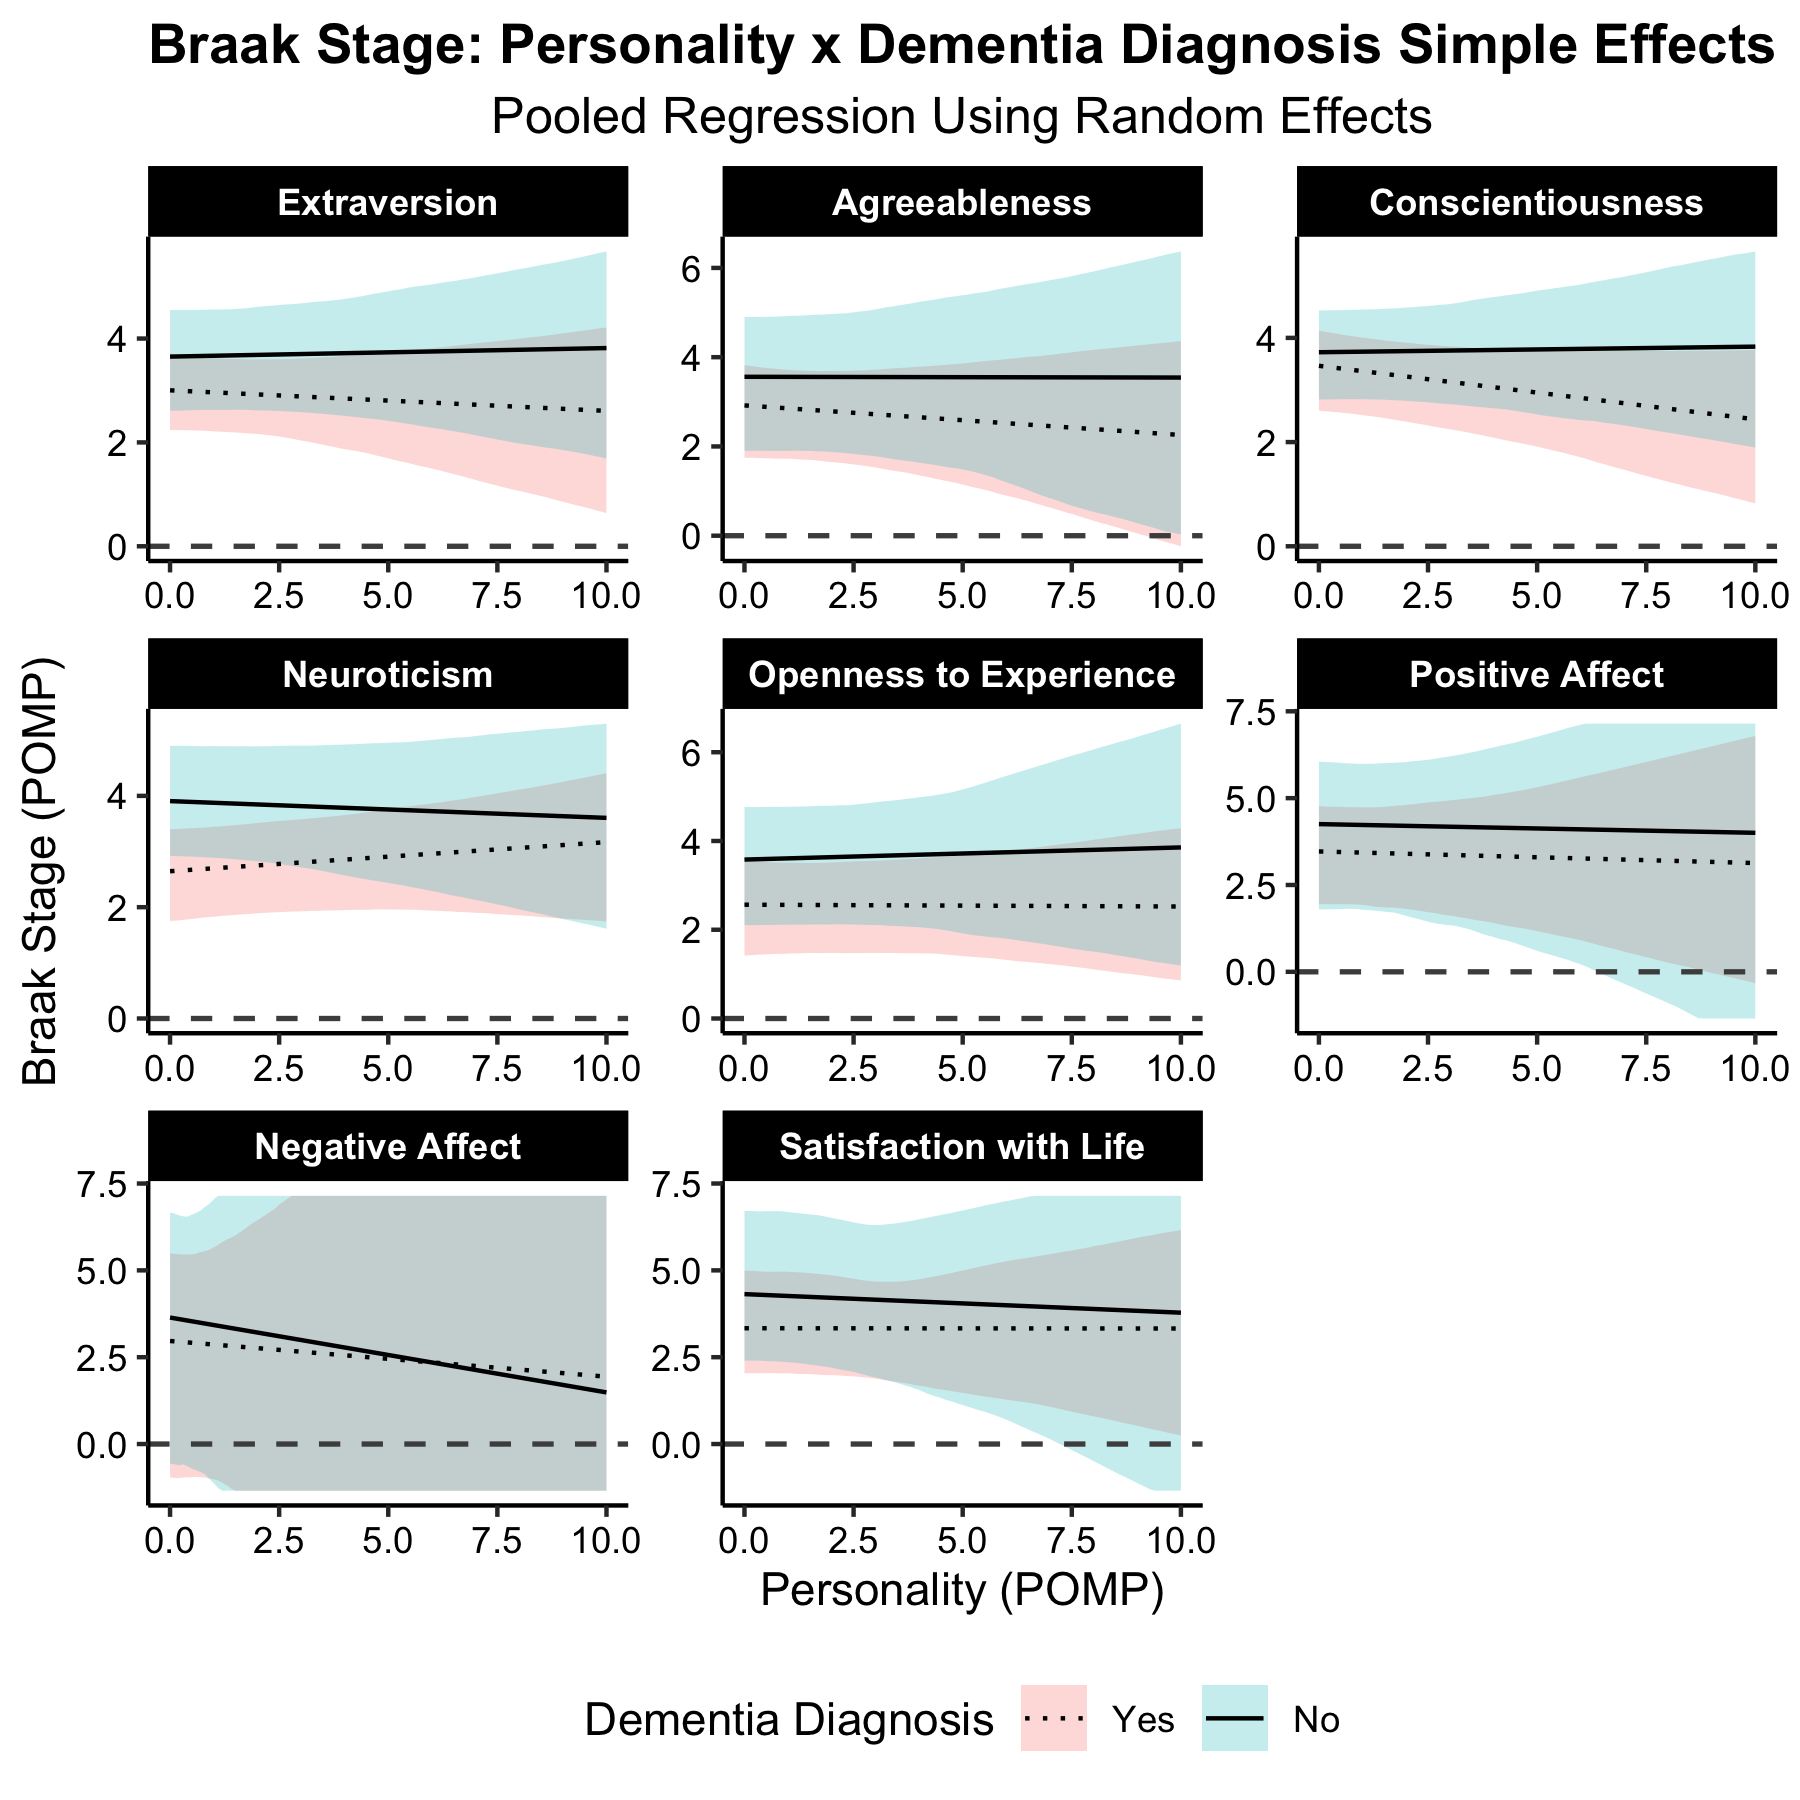 Braak Stage: Personality x Dementia Diagnosis Simple Effects
Pooled Regression Using Random Effects
Extraversion
Agreeableness
Conscientiousness
4
2
0
6
4
2
0
4
2
0
0.0 2.5 5.0 7.5 10.0
0.0 2.5 5.0 7.5 10.0
0.0 2.5 5.0 7.5 10.0
Neuroticism
Openness to Experience
Positive Affect
4
2
0
6
4
2
0
7.5
5.0
2.5
0.0
0.0 2.5 5.0 7.5 10.0
0.0 2.5 5.0 7.5 10.0
0.0 2.5 5.0 7.5 10.0
Braak Stage (POMP)
Negative Affect
Satisfaction with Life
7.5
5.0
2.5
0.0
7.5
5.0
2.5
0.0
0.0 2.5 5.0 7.5 10.0
0.0 2.5 5.0 7.5 10.0
Personality (POMP)
Dementia Diagnosis Yes No